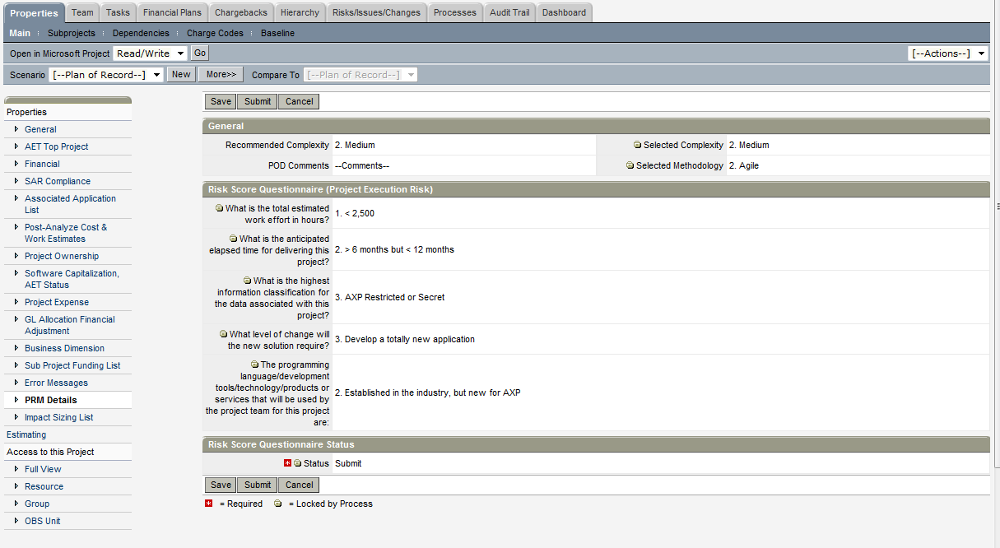 Properties Team Tasks Financial Plans Chargebacks Hierarchy Risks/Issues/Changes Processes Audit Trail Dashboard
Main Subprojects Dependencies Charge Codes Baseline
Open in Microsoft Project Read/Write Go [--Actions--]
Scenario [--Plan of Record--] New More>> Compare To [--Plan of Record--]
Properties
General
AET Top Project
Financial
SAR Compliance
Associated Application
List
Post-Analyze Cost &
Work Estimates
Project Ownership
Software Capitalization,
AET Status
Project Expense
GL Allocation Financial
Adjustment
Business Dimension
Sub Project Funding List
Error Messages
PRM Details
Impact Sizing List
Estimating
Access to this Project
Full View
Resource
Group
OBS Unit
Save Submit Cancel
General
Recommended Complexity 2. Medium Selected Complexity 2. Medium
POD Comments --Comments-- Selected Methodology 2. Agile
Risk Score Questionnaire (Project Execution Risk)
What is the total estimated
work effort in hours?
1. < 2,500
What is the anticipated
elapsed time for delivering this
project?
2. > 6 months but < 12 months
What is the highest
information classification for
the data associated with this
project?
3. AXP Restricted or Secret
What level of change will
the new solution require?
3. Develop a totally new application
The programming
language/development
tools/technology/products or
services that will be used by
the project team for this project
are:
2. Established in the industry, but new for AXP
Risk Score Questionnaire Status
Status Submit
Save Submit Cancel
= Required = Locked by Process